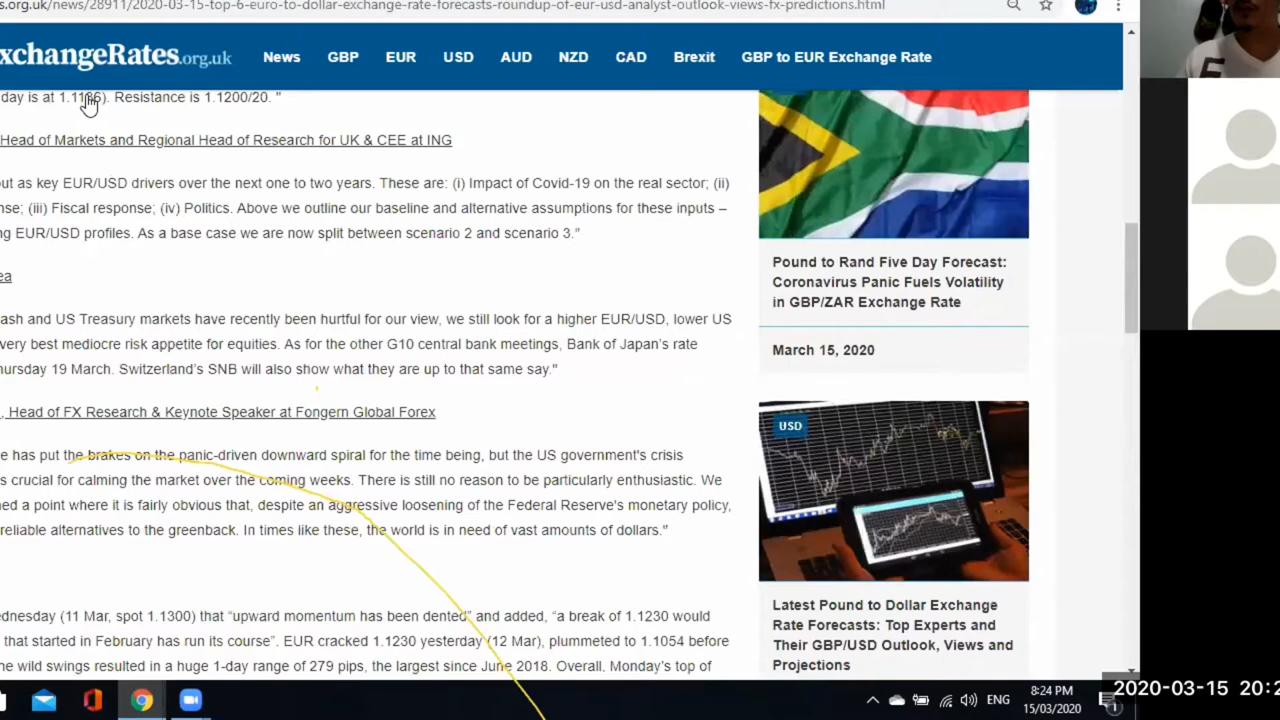 s.org.uk/news/28911/2020-03-15-top-6-euro-to-dollar-exchange-rate-forecasts-roundup-of-eur-usd-analyst-outlook-views-fx-predictions.html
xchangeRates.org.uk
News GBP EUR USD AUD NZD CAD Brexit GBP to EUR Exchange Rate
day is at 1.1186). Resistance is 1.1200/20. "
Head of Markets and Regional Head of Research for UK & CEE at ING
out as key EUR/USD drivers over the next one to two years. These are: (i) Impact of Covid-19 on the real sector; (ii)
nse; (iii) Fiscal response; (iv) Politics. Above we outline our baseline and alternative assumptions for these inputs –
ng EUR/USD profiles. As a base case we are now split between scenario 2 and scenario 3.”
ea
ash and US Treasury markets have recently been hurtful for our view, we still look for a higher EUR/USD, lower US
very best mediocre risk appetite for equities. As for the other G10 central bank meetings, Bank of Japan’s rate
hursday 19 March. Switzerland’s SNB will also show what they are up to that same say."
, Head of FX Research & Keynote Speaker at Fongern Global Forex
e has put the brakes on the panic-driven downward spiral for the time being, but the US government's crisis
s crucial for calming the market over the coming weeks. There is still no reason to be particularly enthusiastic. We
ned a point where it is fairly obvious that, despite an aggressive loosening of the Federal Reserve's monetary policy,
reliable alternatives to the greenback. In times like these, the world is in need of vast amounts of dollars."
ednesday (11 Mar, spot 1.1300) that “upward momentum has been dented” and added, “a break of 1.1230 would
that started in February has run its course”. EUR cracked 1.1230 yesterday (12 Mar), plummeted to 1.1054 before
ne wild swings resulted in a huge 1-day range of 279 pips, the largest since June 2018. Overall, Monday’s top of
Pound to Rand Five Day Forecast:
Coronavirus Panic Fuels Volatility
in GBP/ZAR Exchange Rate
March 15, 2020
USD
Latest Pound to Dollar Exchange
Rate Forecasts: Top Experts and
Their GBP/USD Outlook, Views and
Projections
ENG
8:24 PM
15/03/2020
1
2020-03-15 20:2